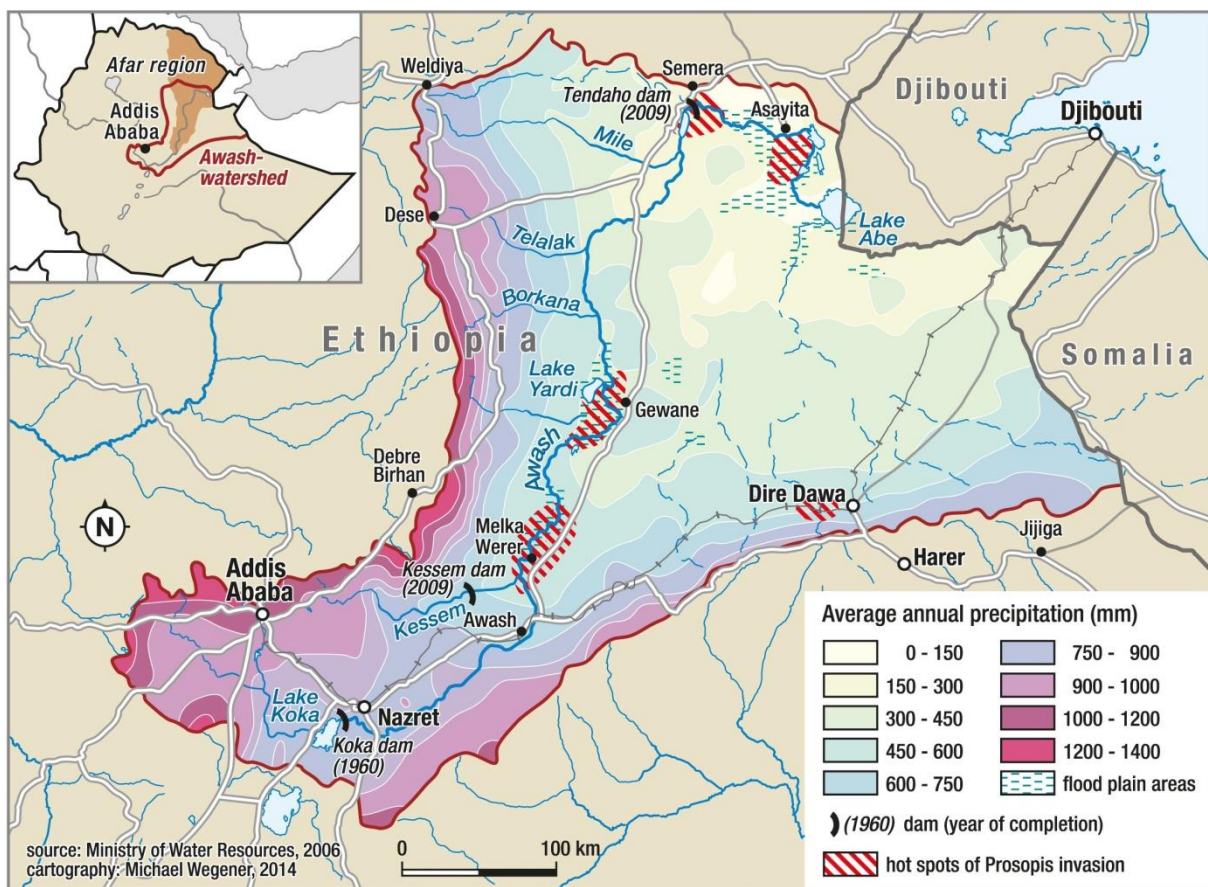 Afar region
Addis
Ababa
Awash-
watershed
Weldiya
Semera
Tendaho dam
(2009)
Asayita
Djibouti
Djibouti
Mile
Dese
Lake
Abe
Telalak
Borkana
Ethiopia
Somalia
Lake
Yardi
Gewane
Awash
Debre
Birhan
Dire Dawa
N
Melka
Werer
Jijiga
Harer
Addis
Ababa
Kessem dam
(2009)
Kessem
Awash
Lake
Koka
Nazret
Koka dam
(1960)
Average annual precipitation (mm)
0 - 150
150 - 300
300 - 450
450 - 600
600 - 750
750 - 900
900 - 1000
1000 - 1200
1200 - 1400
flood plain areas
(1960) dam (year of completion)
hot spots of Prosopis invasion
source: Ministry of Water Resources, 2006
cartography: Michael Wegener, 2014
0 100 km